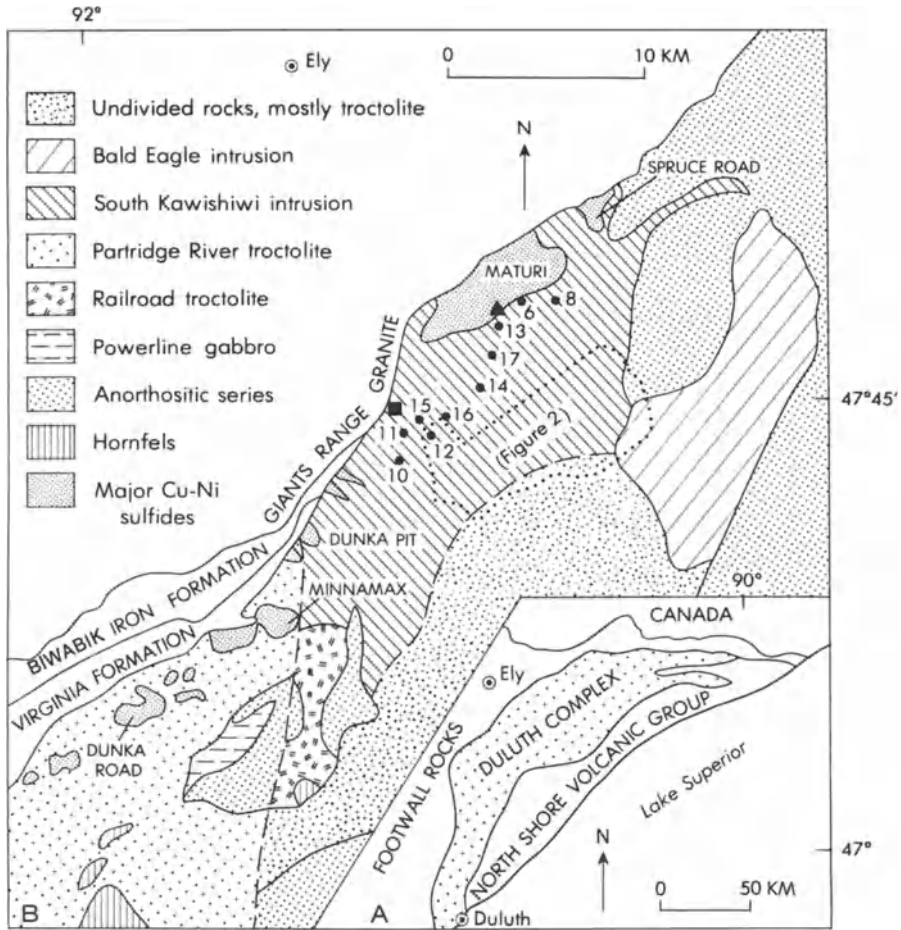 92°
Ely
0 10 KM
Undivided rocks, mostly troctolite
Bald Eagle intrusion
South Kawishiwi intrusion
Partridge River troctolite
Railroad troctolite
Powerline gabbro
Anorthositic series
Hornfels
Major Cu-Ni
sulfides
N
SPRUCE ROAD
MATURI
6
8
13
17
14
15
16
11
12
10
(Figure 2)
47°45'
GIANTS RANGE GRANITE
DUNKA PIT
MINNAMAX
BIWABIK IRON FORMATION
VIRGINIA FORMATION
DUNKA
ROAD
B
90°
CANADA
Ely
DULUTH COMPLEX
FOOTWALL ROCKS
NORTH SHORE VOLCANIC GROUP
Lake Superior
N
47°
0 50 KM
A
Duluth